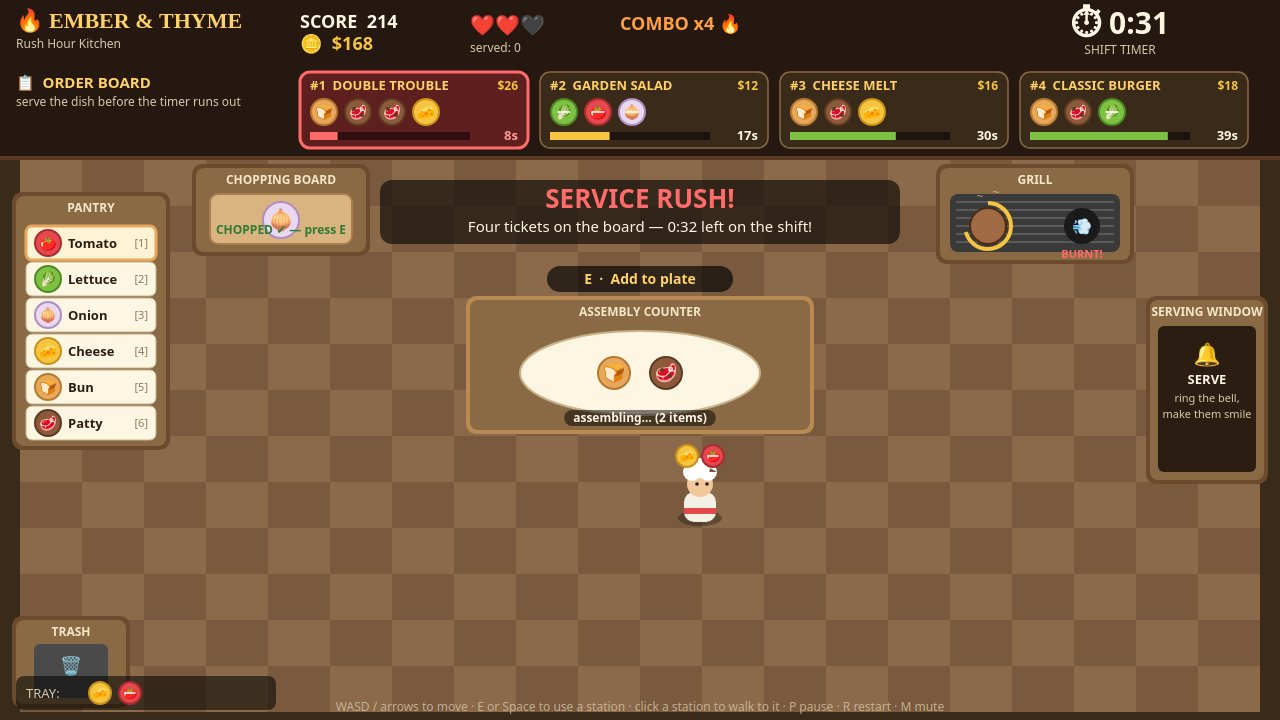 🔥 EMBER & THYME
Rush Hour Kitchen
SCORE 214
$168
served: 0
COMBO x4 🔥
0:31
SHIFT TIMER
ORDER BOARD
serve the dish before the timer runs out
#1 DOUBLE TROUBLE $26
8s
#2 GARDEN SALAD $12
17s
#3 CHEESE MELT $16
30s
#4 CLASSIC BURGER $18
39s
PANTRY
Tomato [1]
Lettuce [2]
Onion [3]
Cheese [4]
Bun [5]
Patty [6]
CHOPPING BOARD
CHOPPED — press E
SERVICE RUSH!
Four tickets on the board — 0:32 left on the shift!
E · Add to plate
GRILL
BURNT!
ASSEMBLY COUNTER
assembling... (2 items)
SERVING WINDOW
SERVE
ring the bell,
make them smile
TRASH
TRAY:
WASD / arrows to move · E or Space to use a station · click a station to walk to it · P pause · R restart · M mute